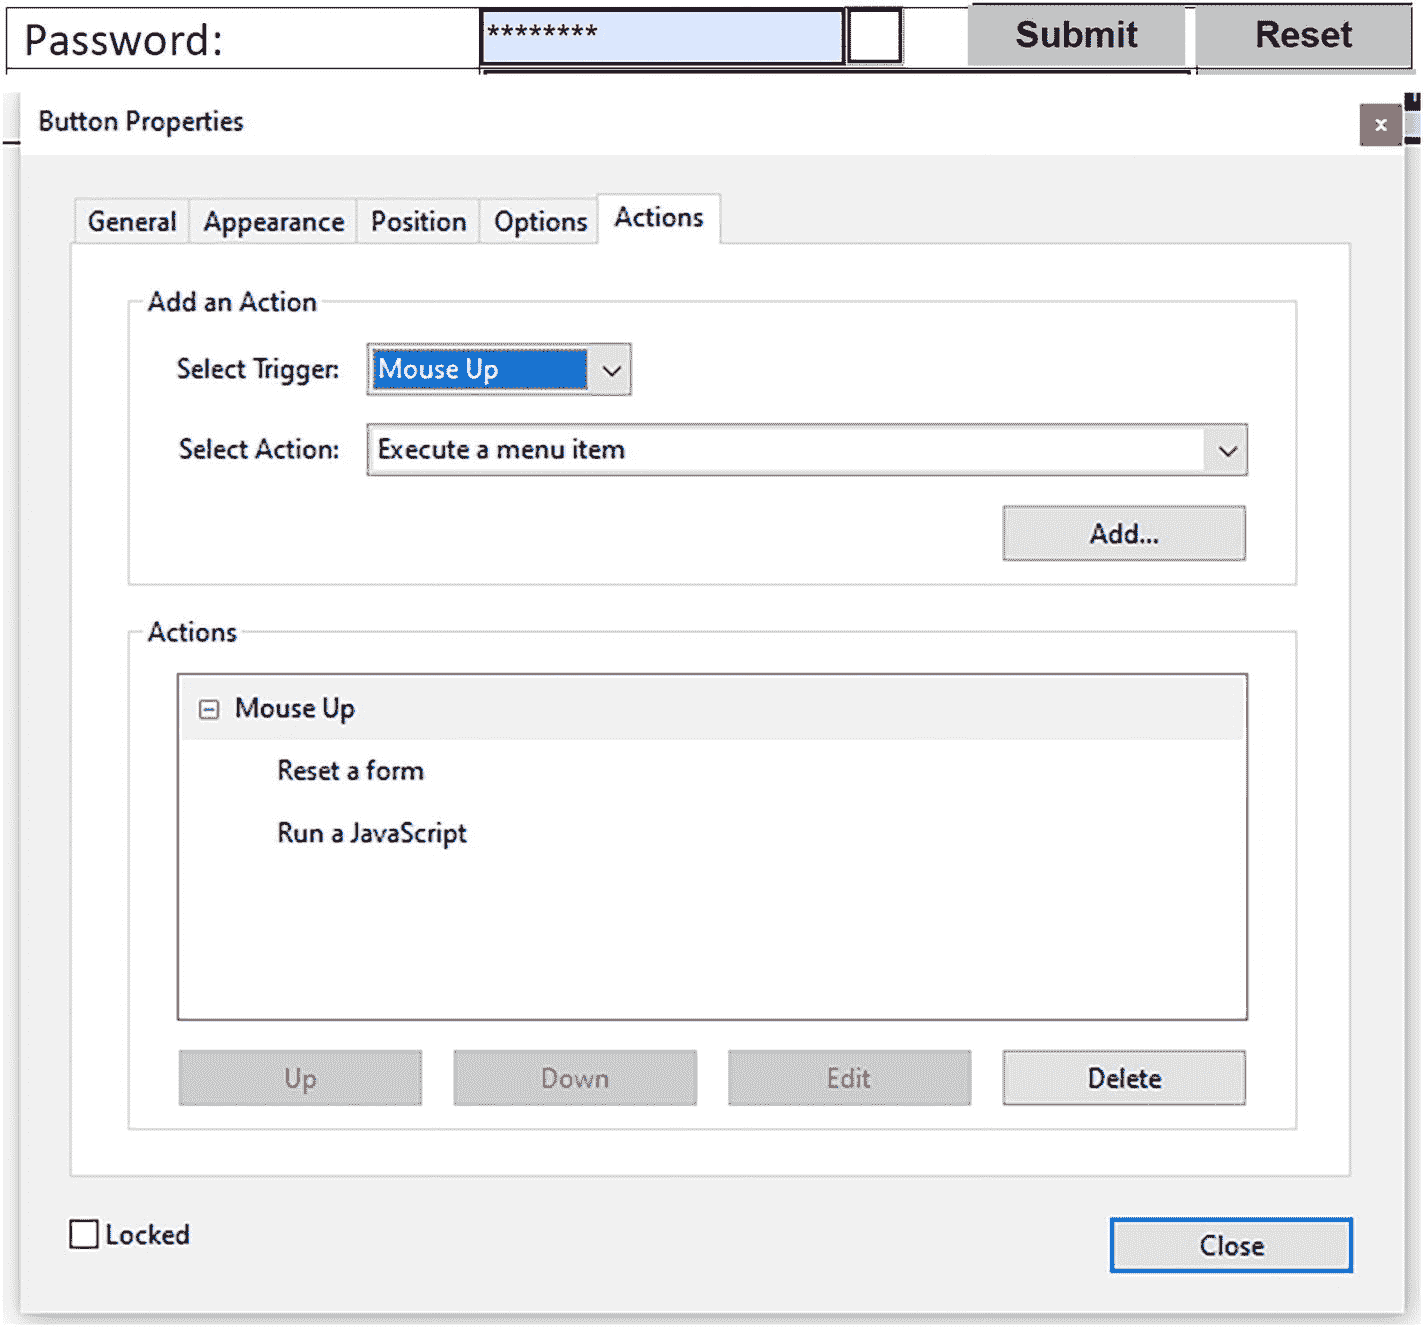 Password: ******** Submit Reset
Button Properties x
General Appearance Position Options Actions
Add an Action
Select Trigger: Mouse Up
Select Action: Execute a menu item
Add...
Actions
Mouse Up
Reset a form
Run a JavaScript
Up Down Edit Delete
Locked
Close